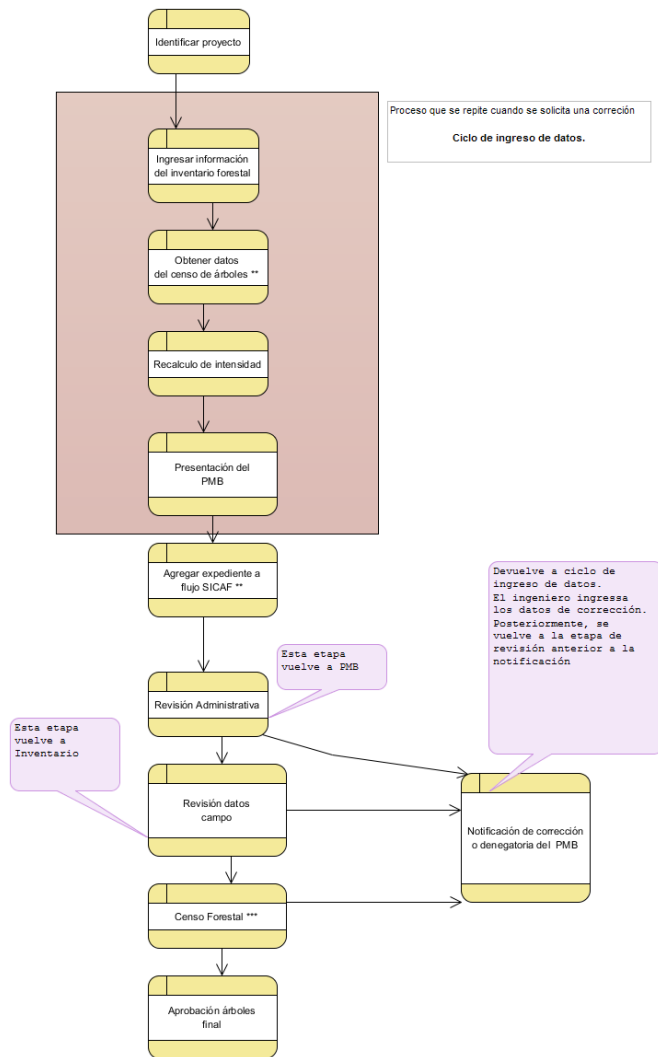 Identificar proyecto
Proceso que se repite cuando se solicita una correción
Ciclo de ingreso de datos.
Ingresar información
del inventario forestal
Obtener datos
del censo de árboles **
Recalculo de intensidad
Presentación del
PMB
Agregar expediente a
flujo SICAF **
Devuelve a ciclo de
ingreso de datos.
El ingeniero ingressa
los datos de corrección.
Posteriormente, se
vuelve a la etapa de
revisión anterior a la
notificación
Esta etapa
vuelve a PMB
Revisión Administrativa
Esta etapa
vuelve a
Inventario
Revisión datos
campo
Notificación de corrección
o denegatoria del PMB
Censo Forestal ***
Aprobación árboles
final